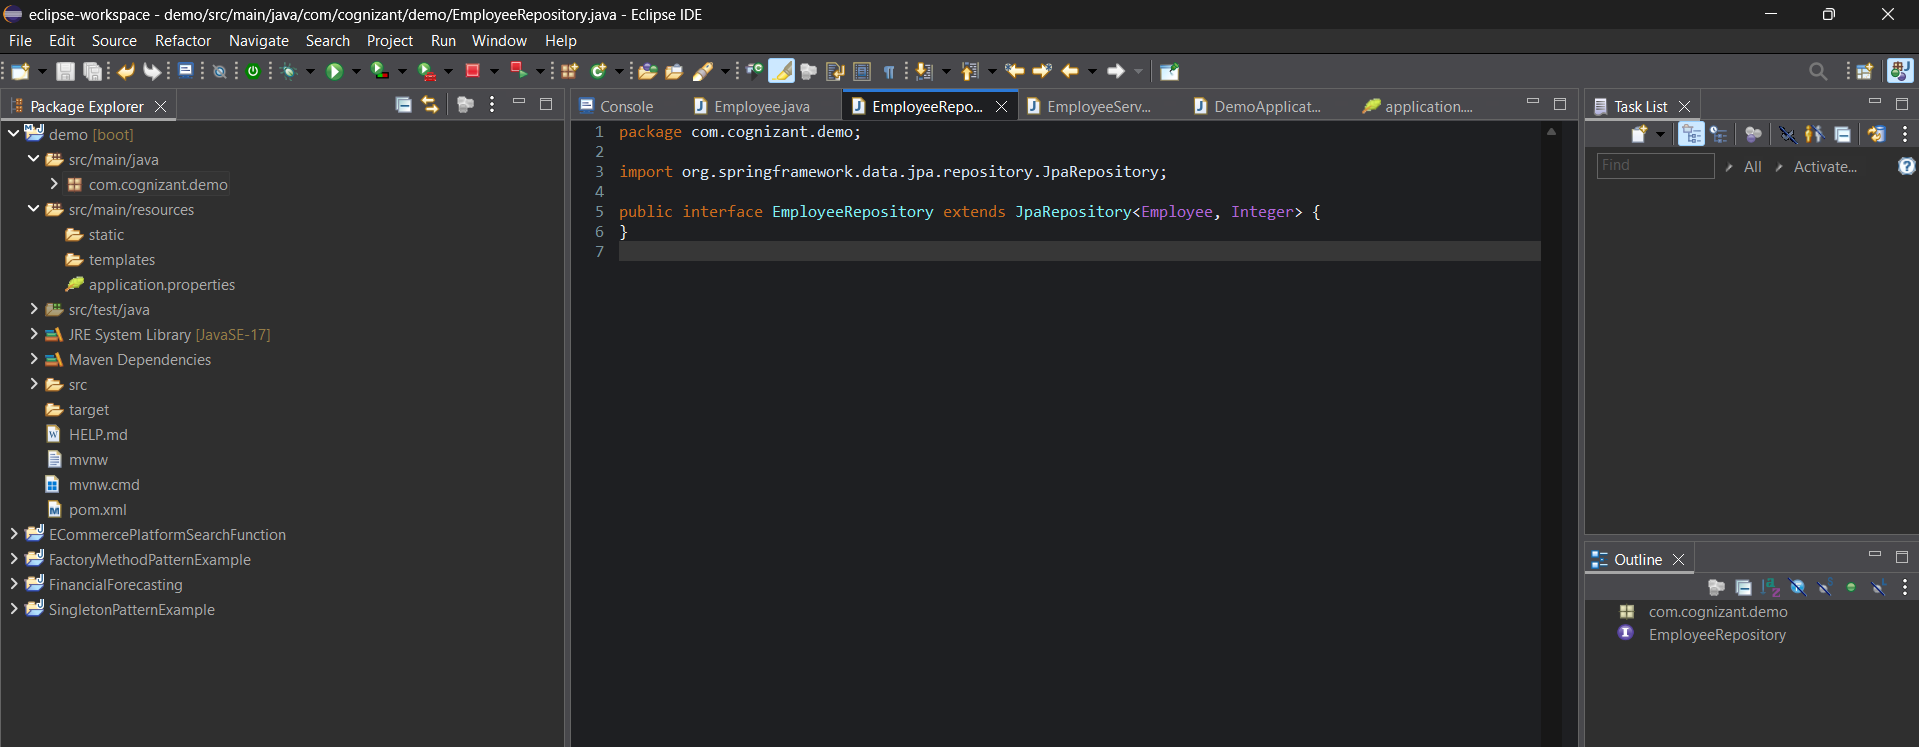 eclipse-workspace - demo/src/main/java/com/cognizant/demo/EmployeeRepository.java - Eclipse IDE
File Edit Source Refactor Navigate Search Project Run Window Help
Package Explorer
demo [boot]
src/main/java
com.cognizant.demo
src/main/resources
static
templates
application.properties
src/test/java
JRE System Library [JavaSE-17]
Maven Dependencies
src
target
HELP.md
mvnw
mvnw.cmd
pom.xml
ECommercePlatformSearchFunction
FactoryMethodPatternExample
FinancialForecasting
SingletonPatternExample
Console Employee.java EmployeeRepo... EmployeeServ... DemoApplicat... application....
1 package com.cognizant.demo;
2
3 import org.springframework.data.jpa.repository.JpaRepository;
4
5 public interface EmployeeRepository extends JpaRepository<Employee, Integer> {
6 }
7
Task List
Find All Activate...
Outline
com.cognizant.demo
EmployeeRepository